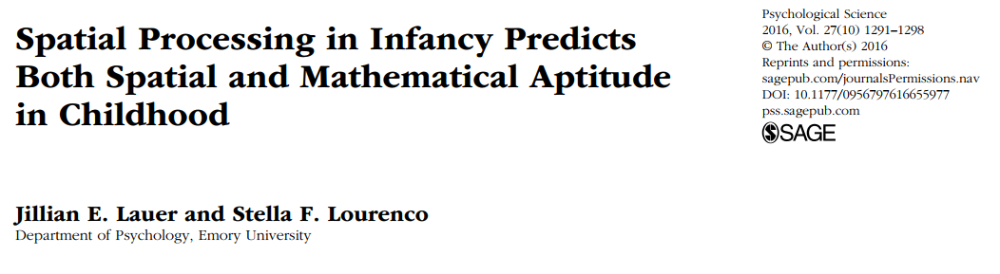 Spatial Processing in Infancy Predicts
Both Spatial and Mathematical Aptitude
in Childhood
Psychological Science
2016, Vol. 27(10) 1291–1298
© The Author(s) 2016
Reprints and permissions:
sagepub.com/journalsPermissions.nav
DOI: 10.1177/0956797616655977
pss.sagepub.com
SAGE
Jillian E. Lauer and Stella F. Lourenco
Department of Psychology, Emory University